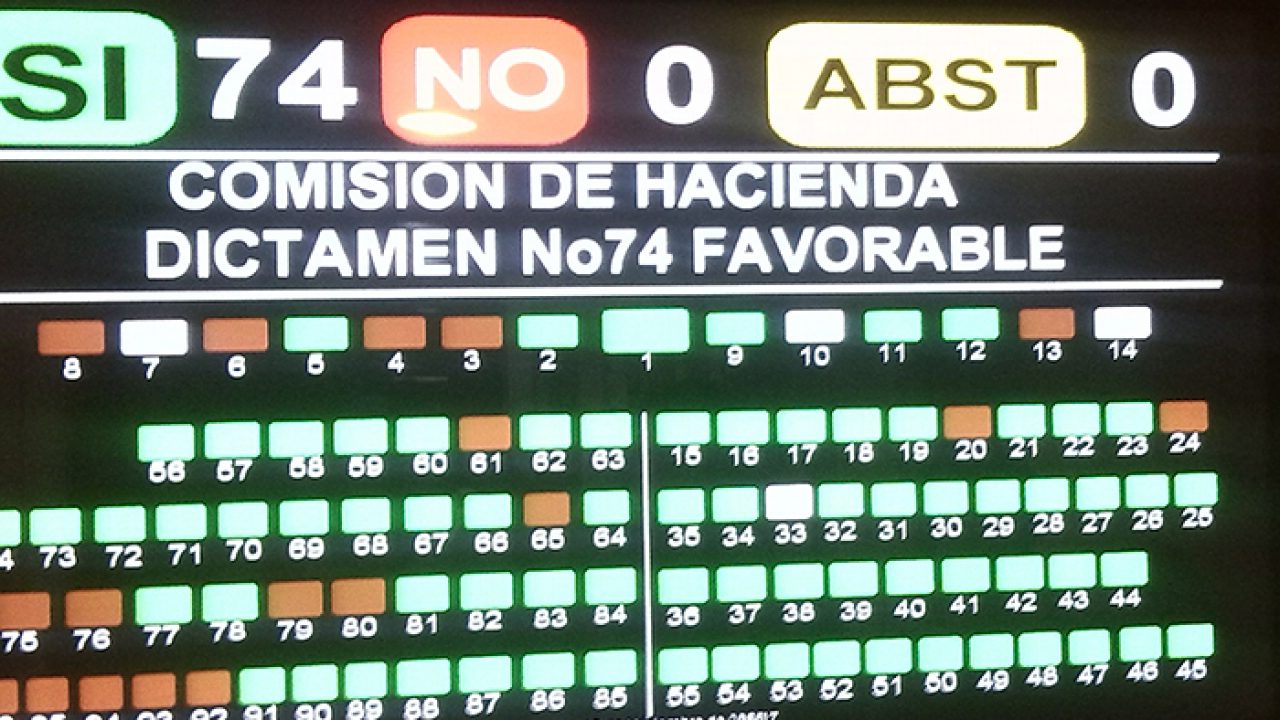 SI 74 NO 0 ABST 0
COMISION DE HACIENDA
DICTAMEN No74 FAVORABLE
8 7 6 5 4 3 2 1 9 10 11 12 13 14
56 57 58 59 60 61 62 63 15 16 17 18 19 20 21 22 23 24
4 73 72 71 70 69 68 67 66 65 64 35 34 33 32 31 30 29 28 27 26 25
75 76 77 78 79 80 81 82 83 84 36 37 38 39 40 41 42 43 44
93 92 91 90 89 88 87 86 85 55 54 53 52 51 50 49 48 47 46 45